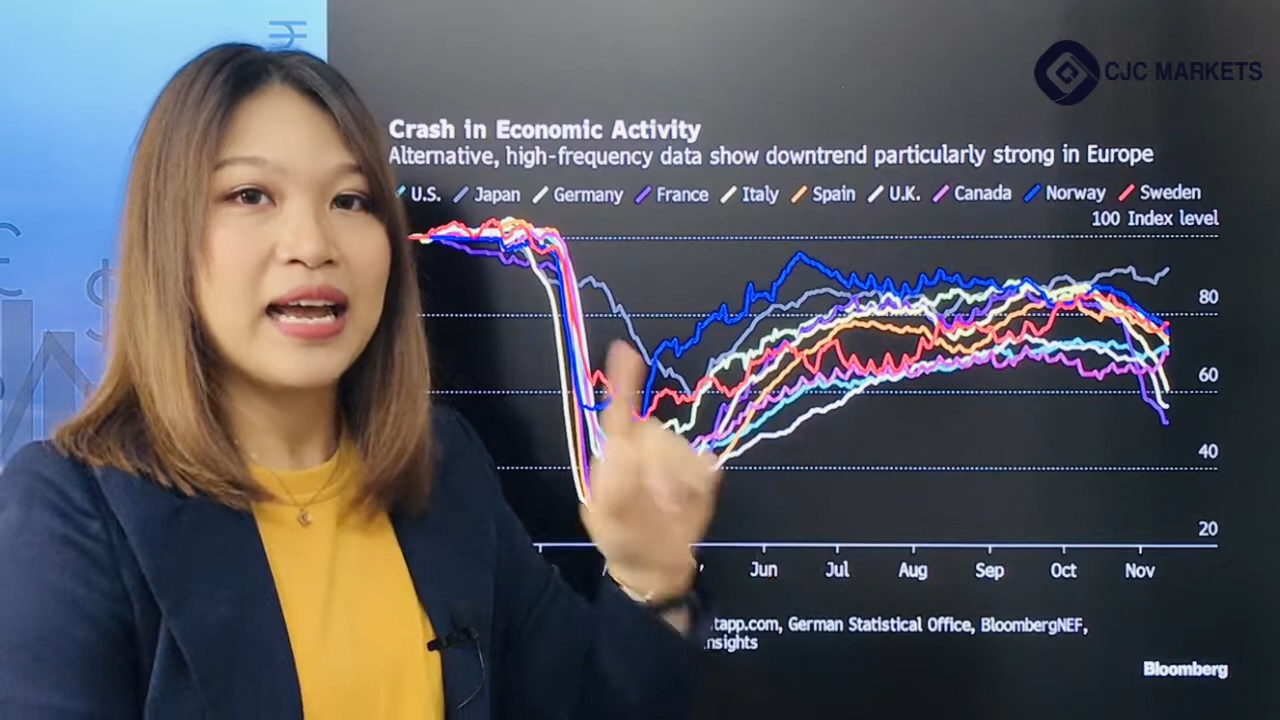 CJC MARKETS
Crash in Economic Activity
Alternative, high-frequency data show downtrend particularly strong in Europe
U.S. Japan Germany France Italy Spain U.K. Canada Norway Sweden
100 Index level
80
60
40
20
Jun Jul Aug Sep Oct Nov
tapp.com, German Statistical Office, BloombergNEF,
nsights
Bloomberg
₹
€
$